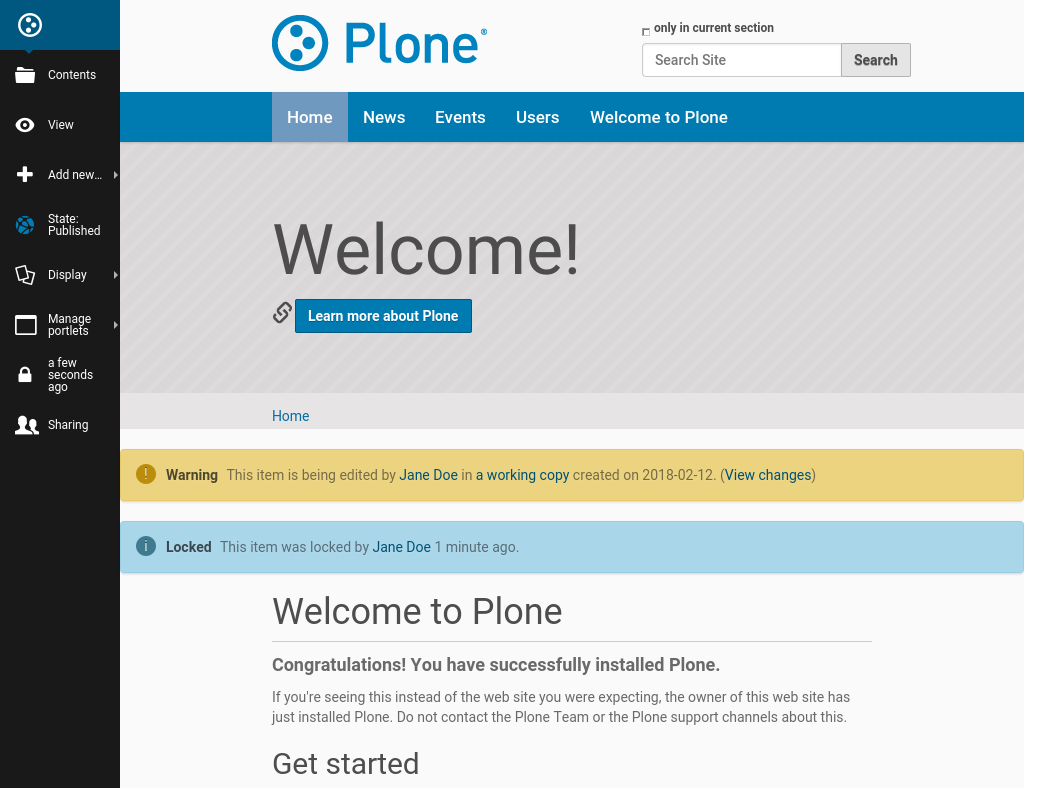 Plone®
only in current section
Search Site
Search
Contents
View
Add new…
State:
Published
Display
Manage
portlets
a few
seconds
ago
Sharing
Home News Events Users Welcome to Plone
Welcome!
Learn more about Plone
Home
! Warning This item is being edited by Jane Doe in a working copy created on 2018-02-12. (View changes)
i Locked This item was locked by Jane Doe 1 minute ago.
Welcome to Plone
Congratulations! You have successfully installed Plone.
If you're seeing this instead of the web site you were expecting, the owner of this web site has
just installed Plone. Do not contact the Plone Team or the Plone support channels about this.
Get started